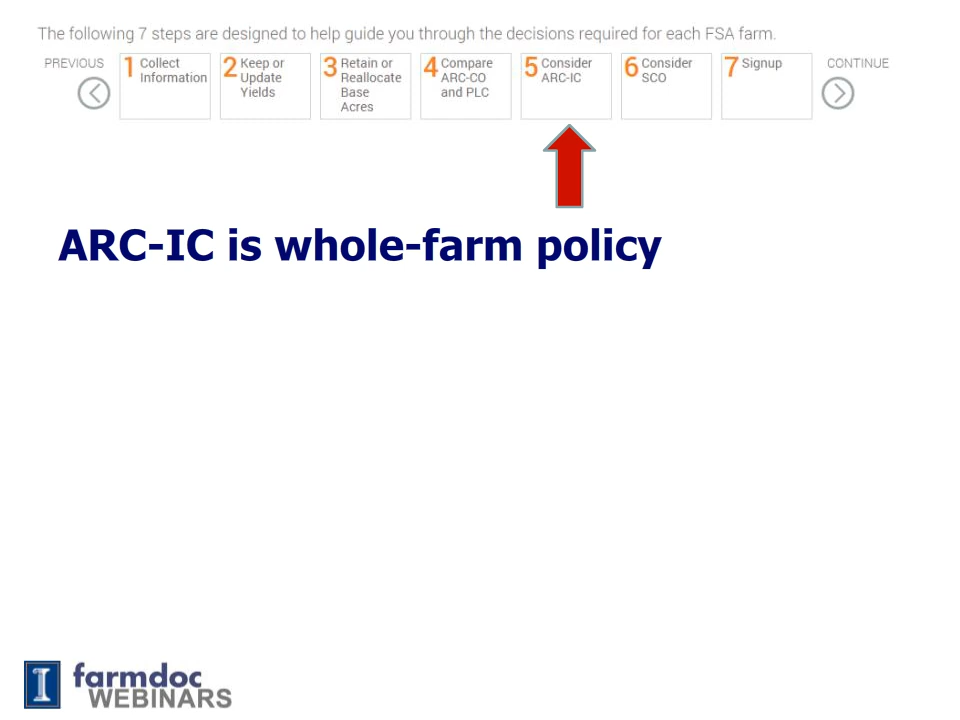 The following 7 steps are designed to help guide you through the decisions required for each FSA farm.
PREVIOUS
1 Collect
Information
2 Keep or
Update
Yields
3 Retain or
Reallocate
Base
Acres
4 Compare
ARC-CO
and PLC
5 Consider
ARC-IC
6 Consider
SCO
7 Signup
CONTINUE
ARC-IC is whole-farm policy
I
farmdoc
WEBINARS